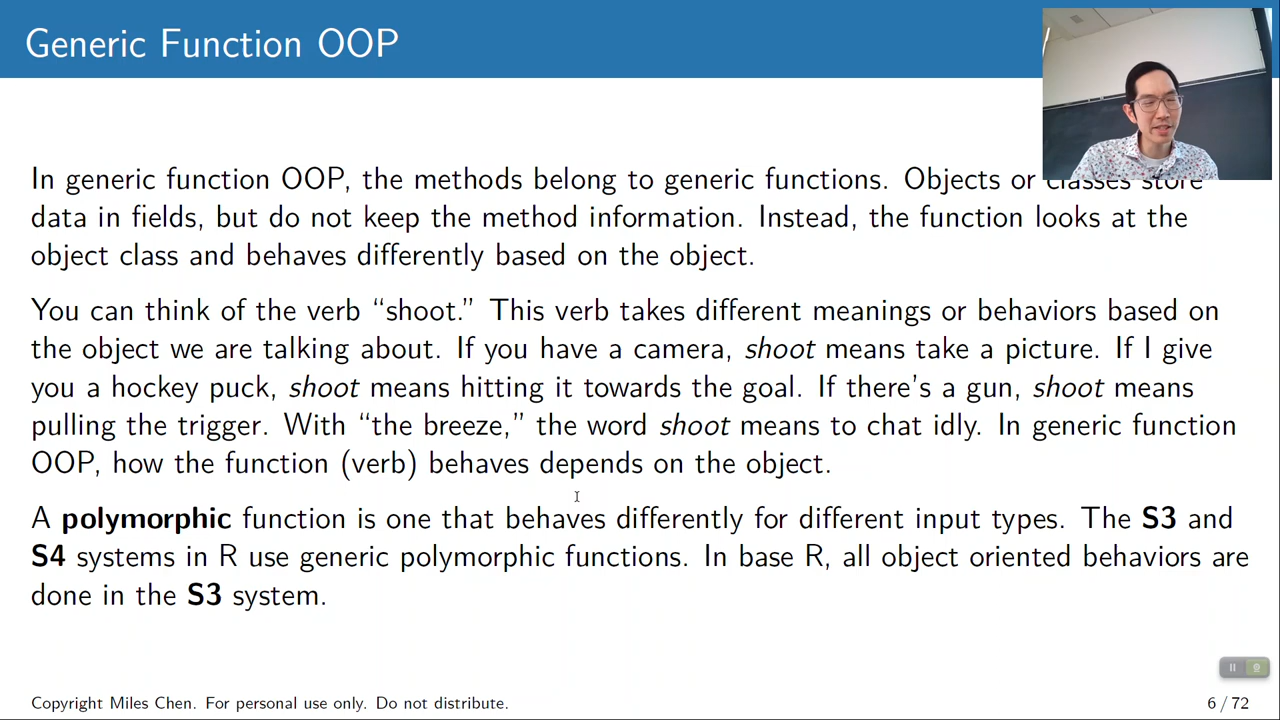 Generic Function OOP
In generic function OOP, the methods belong to generic functions. Objects or classes store
data in fields, but do not keep the method information. Instead, the function looks at the
object class and behaves differently based on the object.
You can think of the verb “shoot.” This verb takes different meanings or behaviors based on
the object we are talking about. If you have a camera, shoot means take a picture. If I give
you a hockey puck, shoot means hitting it towards the goal. If there’s a gun, shoot means
pulling the trigger. With “the breeze,” the word shoot means to chat idly. In generic function
OOP, how the function (verb) behaves depends on the object.
A polymorphic function is one that behaves differently for different input types. The S3 and
S4 systems in R use generic polymorphic functions. In base R, all object oriented behaviors are
done in the S3 system.
Copyright Miles Chen. For personal use only. Do not distribute.
6 / 72